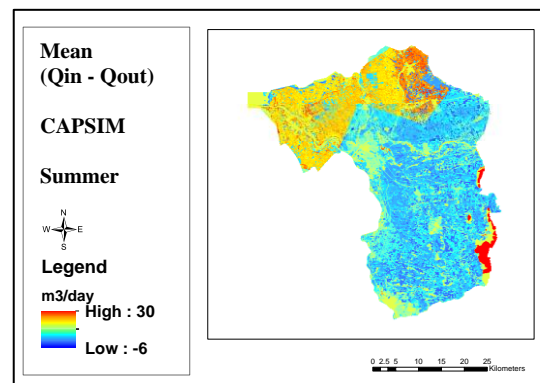 Mean
(Qin - Qout)
CAPSIM
Summer
N
W E
S
Legend
m3/day
High : 30
Low : -6
0 2.5 5 10 15 20 25
Kilometers